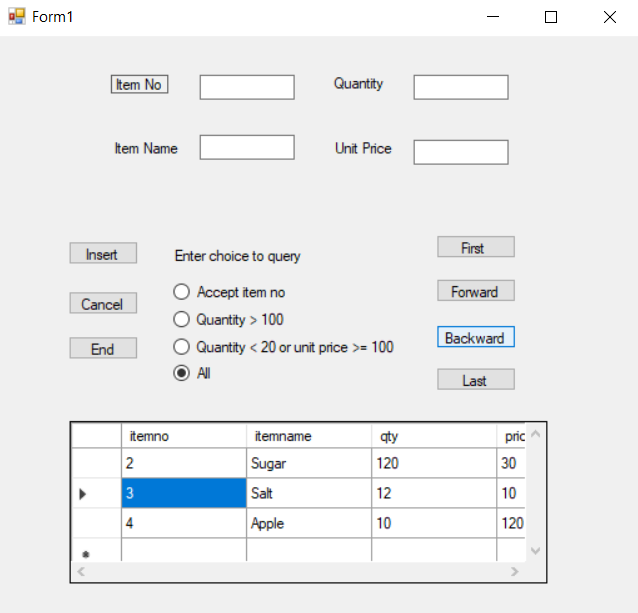 Form1
Item No Quantity
Item Name Unit Price
Insert Enter choice to query First
Accept item no Forward
Cancel Quantity > 100
End Quantity < 20 or unit price >= 100 Backward
All Last
itemno itemname qty pric
2 Sugar 120 30
3 Salt 12 10
4 Apple 10 120